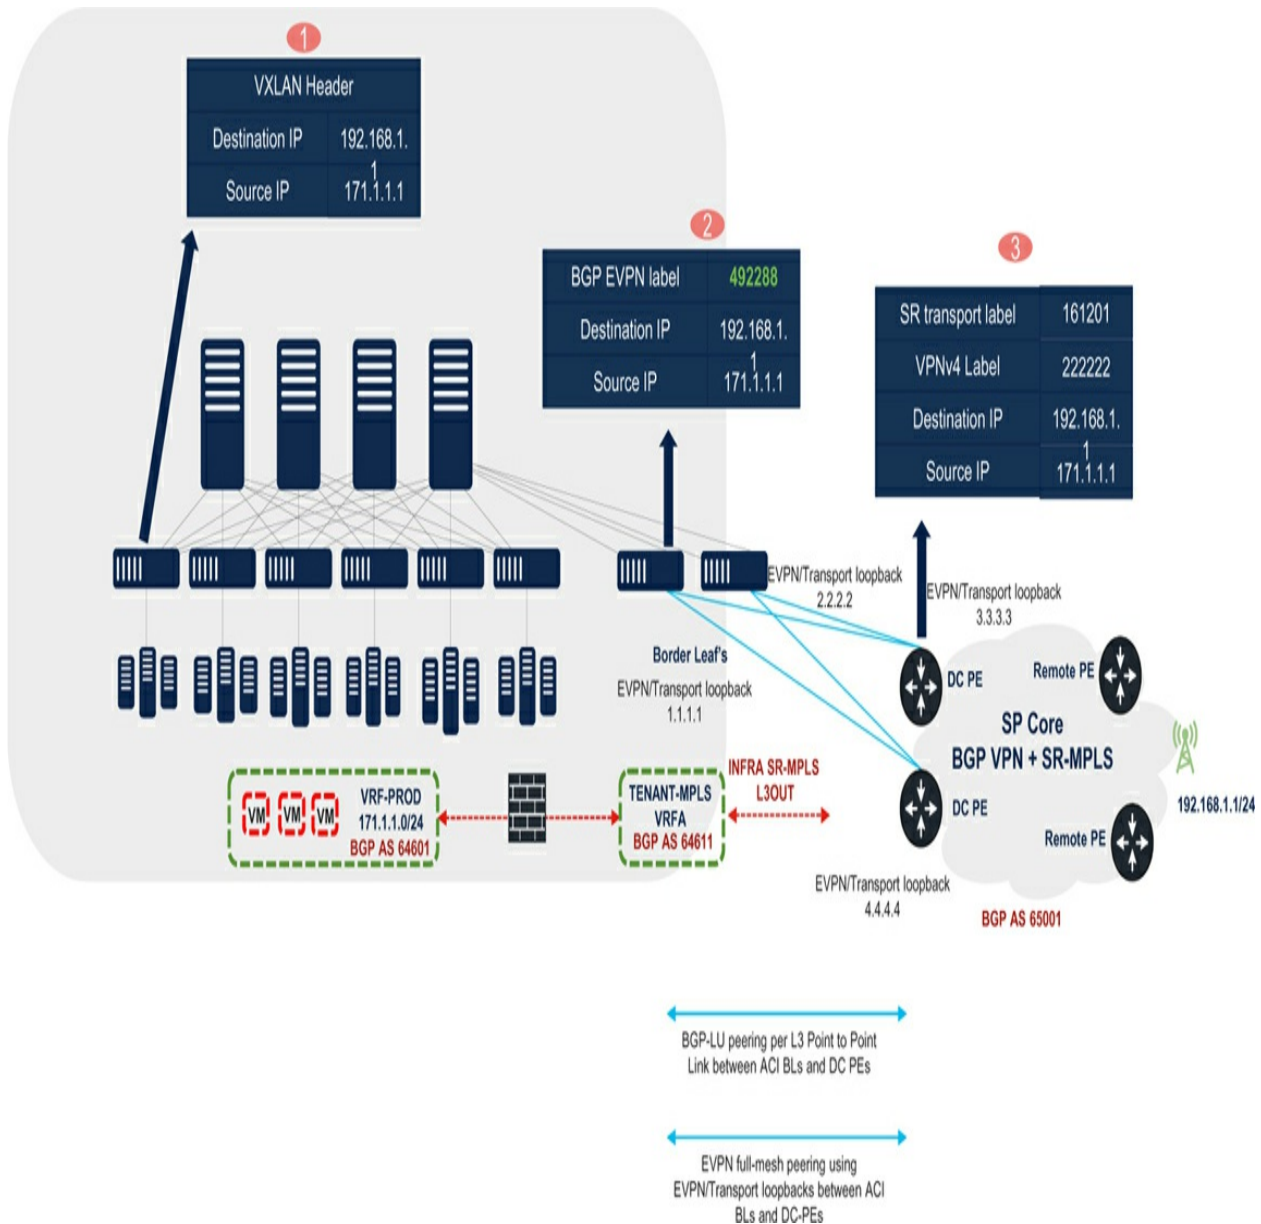 1
VXLAN Header
Destination IP 192.168.1.
1
Source IP 171.1.1.1
2
BGP EVPN label 492288
Destination IP 192.168.1.
1
Source IP 171.1.1.1
3
SR transport label 161201
VPNv4 Label 222222
Destination IP 192.168.1.
1
Source IP 171.1.1.1
EVPN/Transport loopback
2.2.2.2
EVPN/Transport loopback
3.3.3.3
Border Leaf's
EVPN/Transport loopback
1.1.1.1
DC PE
Remote PE
SP Core
BGP VPN + SR-MPLS
192.168.1.1/24
DC PE
Remote PE
VM VM VM
VRF-PROD
171.1.1.0/24
BGP AS 64601
TENANT-MPLS
VRFA
BGP AS 64611
INFRA SR-MPLS
L3OUT
EVPN/Transport loopback
4.4.4.4
BGP AS 65001
BGP-LU peering per L3 Point to Point
Link between ACI BLs and DC PEs
EVPN full-mesh peering using
EVPN/Transport loopbacks between ACI
BLs and DC-PEs